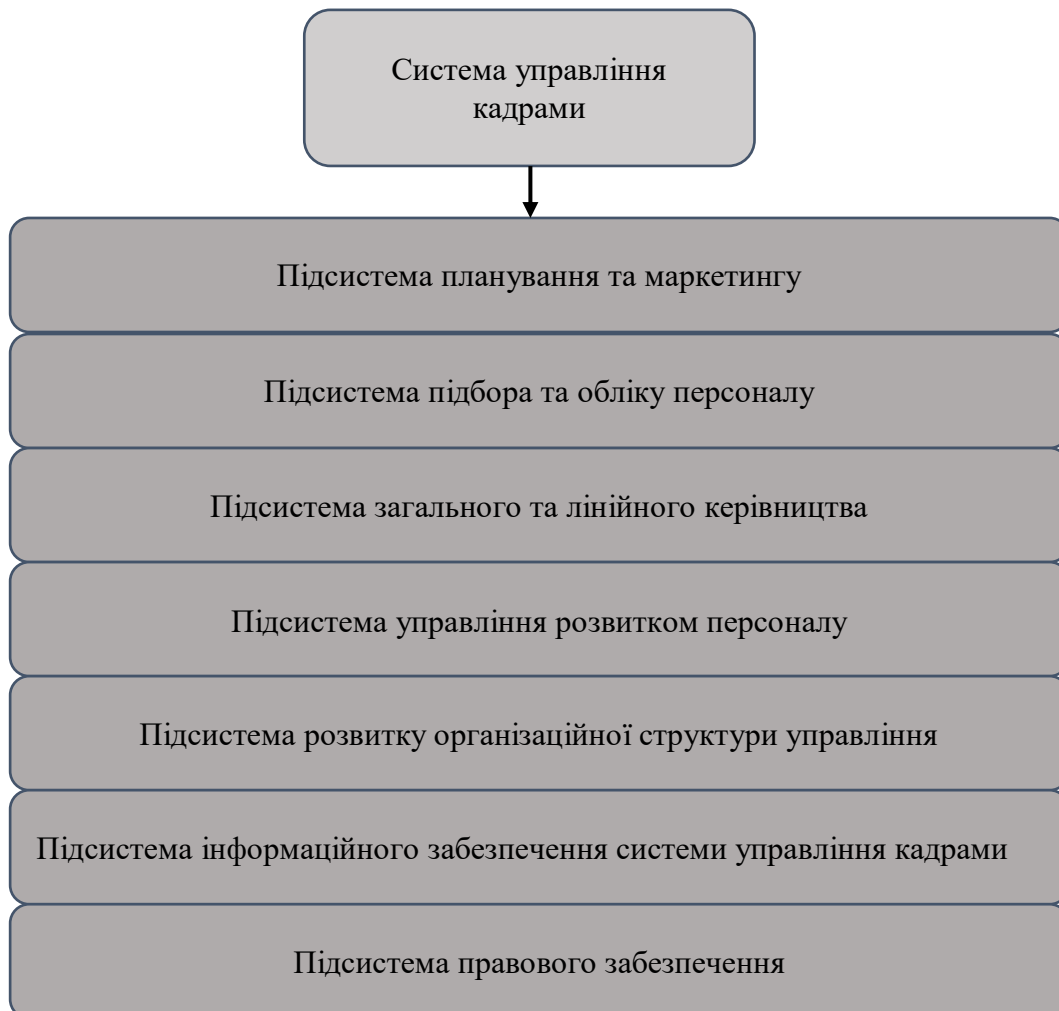 Система управління
кадрами
Підсистема планування та маркетингу
Підсистема підбора та обліку персоналу
Підсистема загального та лінійного керівництва
Підсистема управління розвитком персоналу
Підсистема розвитку організаційної структури управління
Підсистема інформаційного забезпечення системи управління кадрами
Підсистема правового забезпечення